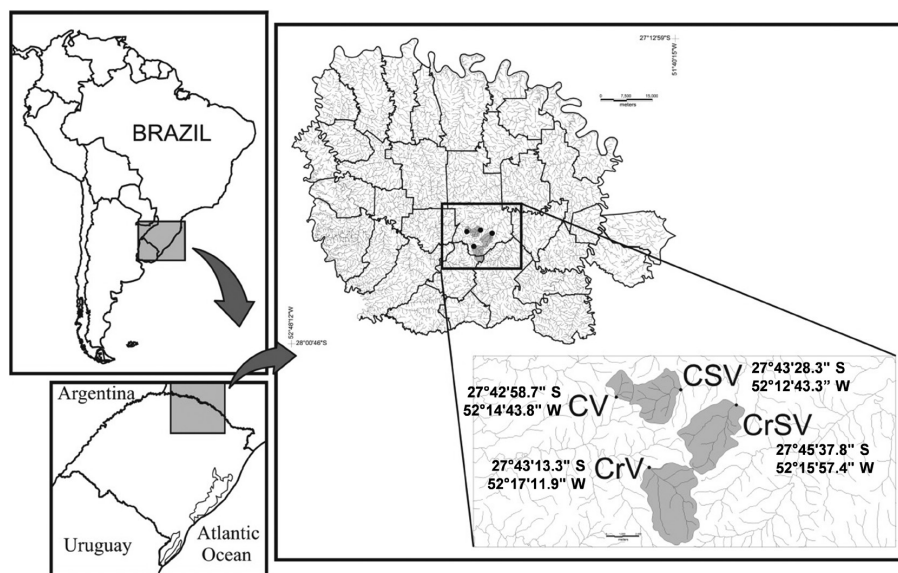 BRAZIL
Argentina
Uruguay
Atlantic
Ocean
27°12'59"S
51°40'15"W
0 7,500 15,000
meters
52°48'12"W
28°00'46"S
27°42'58.7" S
52°14'43.8" W
CV
CSV
27°43'28.3" S
52°12'43.3” W
CrSV
27°45'37.8" S
52°15'57.4" W
27°43'13.3" S
52°17'11.9” W
CrV
meters